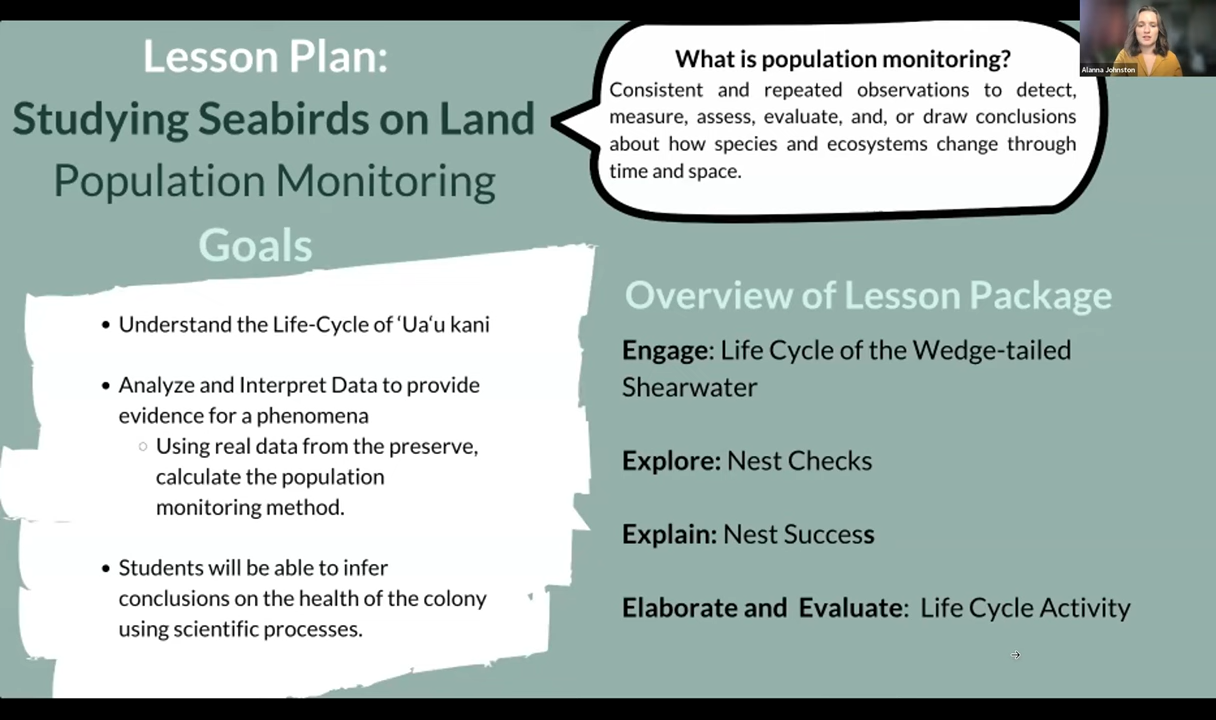 Lesson Plan:
Studying Seabirds on Land
Population Monitoring
Goals
• Understand the Life-Cycle of ʻUaʻu kani
• Analyze and Interpret Data to provide
evidence for a phenomena
○ Using real data from the preserve,
calculate the population
monitoring method.
• Students will be able to infer
conclusions on the health of the colony
using scientific processes.
What is population monitoring?
Consistent and repeated observations to detect,
measure, assess, evaluate, and, or draw conclusions
about how species and ecosystems change through
time and space.
Alanna Johnston
Overview of Lesson Package
Engage: Life Cycle of the Wedge-tailed
Shearwater
Explore: Nest Checks
Explain: Nest Success
Elaborate and Evaluate: Life Cycle Activity